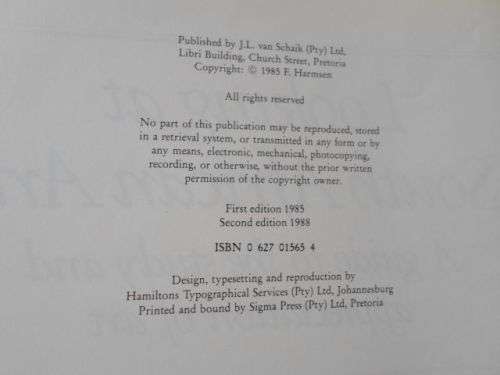 Published by J.L. van Schaik (Pty) Ltd,
Libri Building, Church Street, Pretoria
Copyright: © 1985 F. Harmsen
All rights reserved
No part of this publication may be reproduced, stored
in a retrieval system, or transmitted in any form or by
any means, electronic, mechanical, photocopying,
recording, or otherwise, without the prior written
permission of the copyright owner.
First edition 1985
Second edition 1988
ISBN 0 627 01565 4
Design, typesetting and reproduction by
Hamiltons Typographical Services (Pty) Ltd, Johannesburg
Printed and bound by Sigma Press (Pty) Ltd, Pretoria